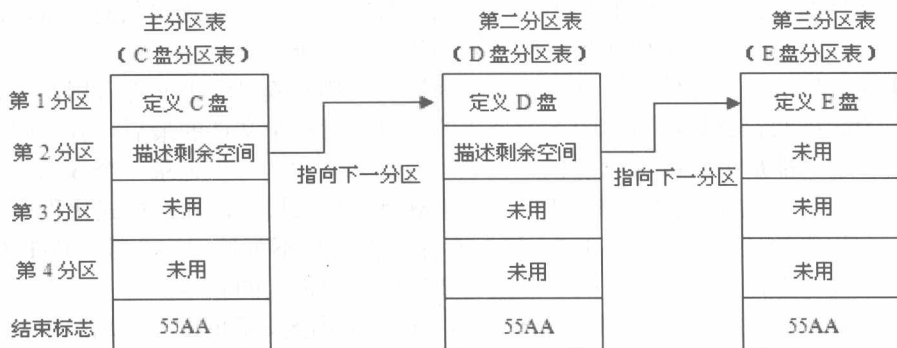 主分区表 第二分区表 第三分区表
（C盘分区表） （D盘分区表） （E盘分区表）
第1分区 定义C盘 定义D盘 定义E盘
第2分区 描述剩余空间 描述剩余空间 未用
指向下一分区 指向下一分区
第3分区 未用 未用 未用
第4分区 未用 未用 未用
结束标志 55AA 55AA 55AA